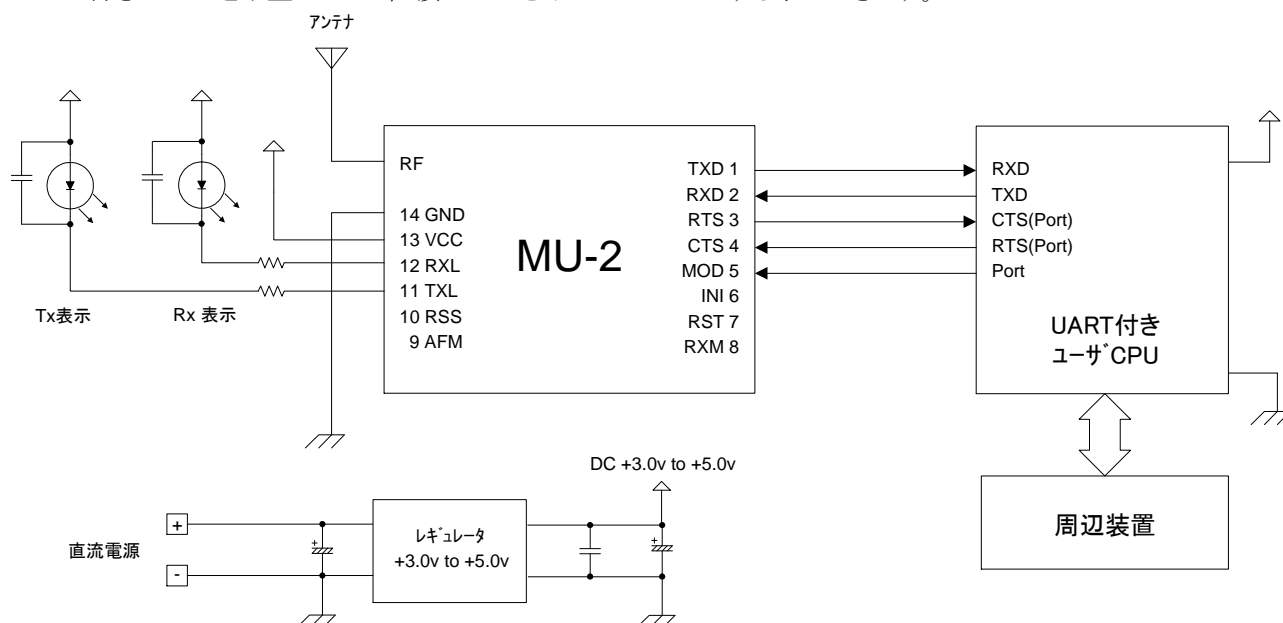 アンテナ
RF
14 GND
13 VCC
12 RXL
11 TXL
10 RSS
9 AFM
MU-2
TXD 1
RXD 2
RTS 3
CTS 4
MOD 5
INI 6
RST 7
RXM 8
RXD
TXD
CTS(Port)
RTS(Port)
Port
UART付き
ユーザCPU
Tx表示
Rx 表示
DC +3.0v to +5.0v
直流電源
+
-
+
レギュレータ
+3.0v to +5.0v
+
周辺装置